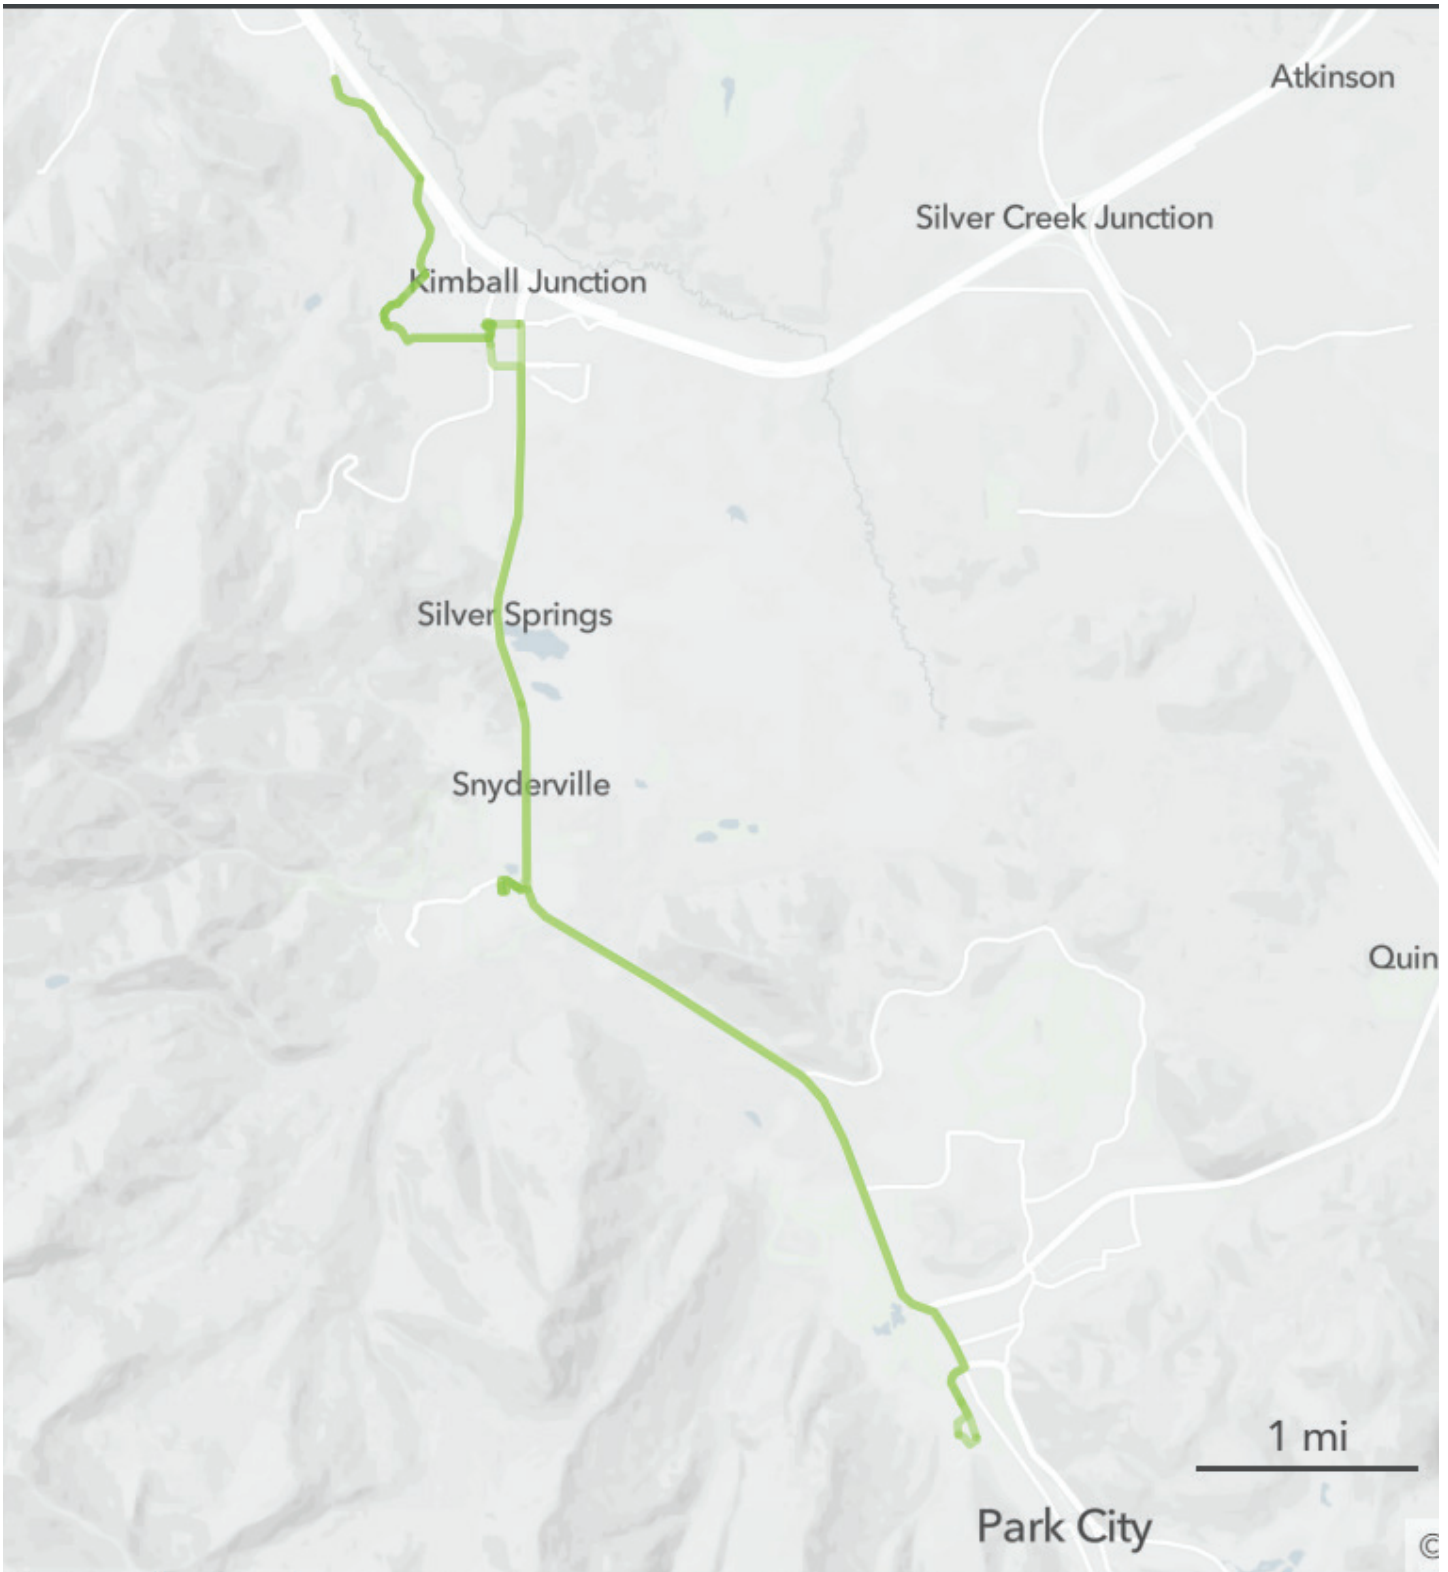 Atkinson
Silver Creek Junction
Kimball Junction
Silver Springs
Snyderville
Quin
1 mi
Park City
©